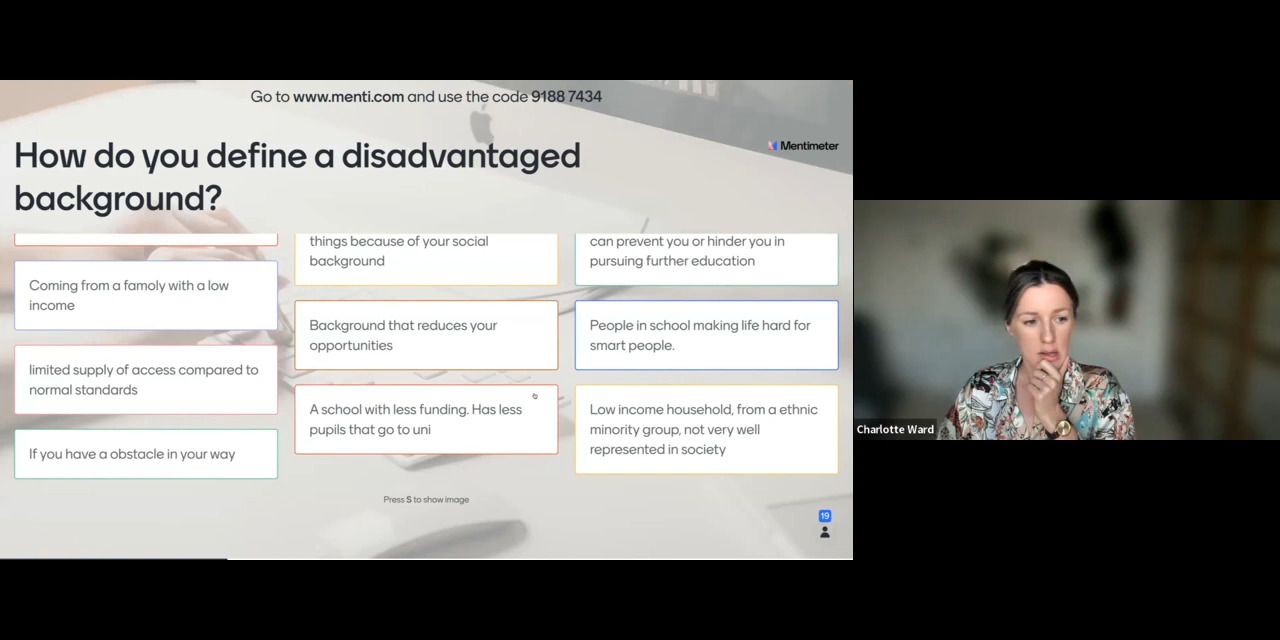 Go to www.menti.com and use the code 9188 7434
Mentimeter
How do you define a disadvantaged
background?
Coming from a famoly with a low
income
limited supply of access compared to
normal standards
If you have a obstacle in your way
things because of your social
background
Background that reduces your
opportunities
A school with less funding. Has less
pupils that go to uni
can prevent you or hinder you in
pursuing further education
People in school making life hard for
smart people.
Low income household, from a ethnic
minority group, not very well
represented in society
Press S to show image
19
Charlotte Ward